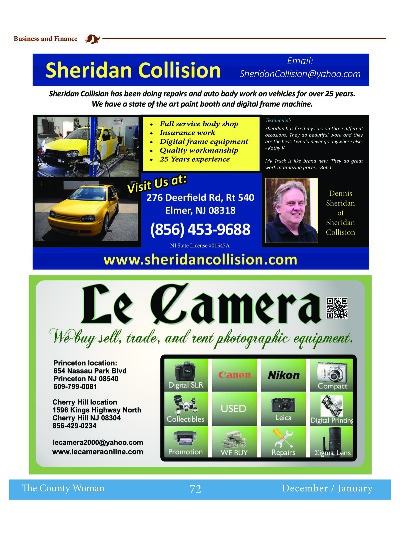 Business and Finance
Sheridan Collision
Email:
SheridanCollision@yahoo.com
Sheridan Collision has been doing repairs and auto body work on vehicles for over 25 years.
We have a state of the art paint booth and digital frame machine.
• Full service body shop
• Insurance work
• Digital frame equipment
• Quality workmanship
• 25 Years experience
Visit Us at:
276 Deerfield Rd, Rt 540
Elmer, NJ 08318
(856) 453-9688
NJ State License
Dennis
Sheridan
of
Sheridan
Collision
www.sheridancollision.com
Le Camera
We buy sell, trade, and rent photographic equipment.
Princeton location:
654 Nassau Park Blvd
Princeton NJ 08540
609-799-0081
Cherry Hill location
1596 Kings Highway North
Cherry Hill NJ 08304
856-429-0234
lecamera2000@yahoo.com
www.lecameraonline.com
Digital SLR
Canon
Nikon
Compact
Collectibles
USED
Leica
Digital Printing
Promotion
WE BUY
Repairs
Sigma Lens
The County Woman
72
December / January